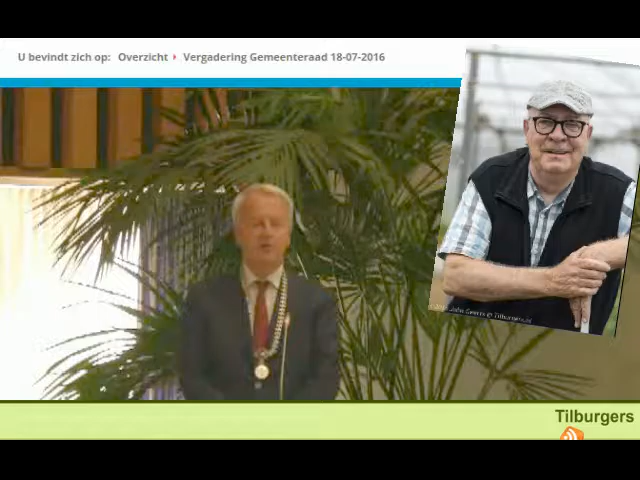 U bevindt zich op: Overzicht Vergadering Gemeenteraad 18-07-2016
Tilburgers